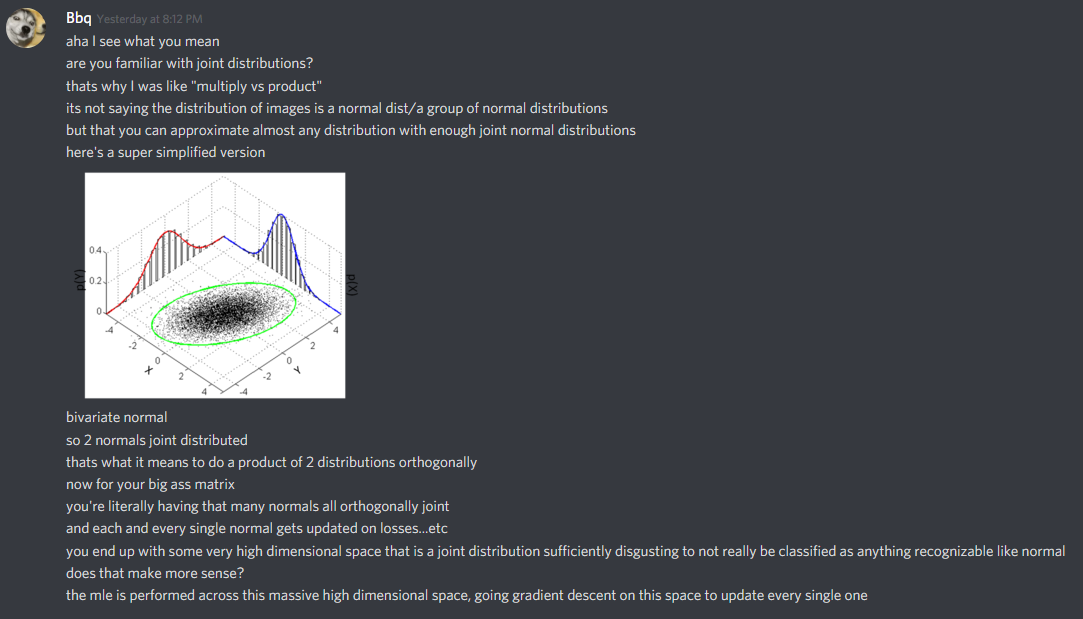 Bbq Yesterday at 8:12 PM
aha I see what you mean
are you familiar with joint distributions?
thats why I was like "multiply vs product"
its not saying the distribution of images is a normal dist/a group of normal distributions
but that you can approximate almost any distribution with enough joint normal distributions
here's a super simplified version
0.4
0.2
0
p(Y)
p(X)
-4
-2
0
2
4
X
-4
-2
0
2
4
Y
bivariate normal
so 2 normals joint distributed
thats what it means to do a product of 2 distributions orthogonally
now for your big ass matrix
you're literally having that many normals all orthogonally joint
and each and every single normal gets updated on losses...etc
you end up with some very high dimensional space that is a joint distribution sufficiently disgusting to not really be classified as anything recognizable like normal
does that make more sense?
the mle is performed across this massive high dimensional space, going gradient descent on this space to update every single one